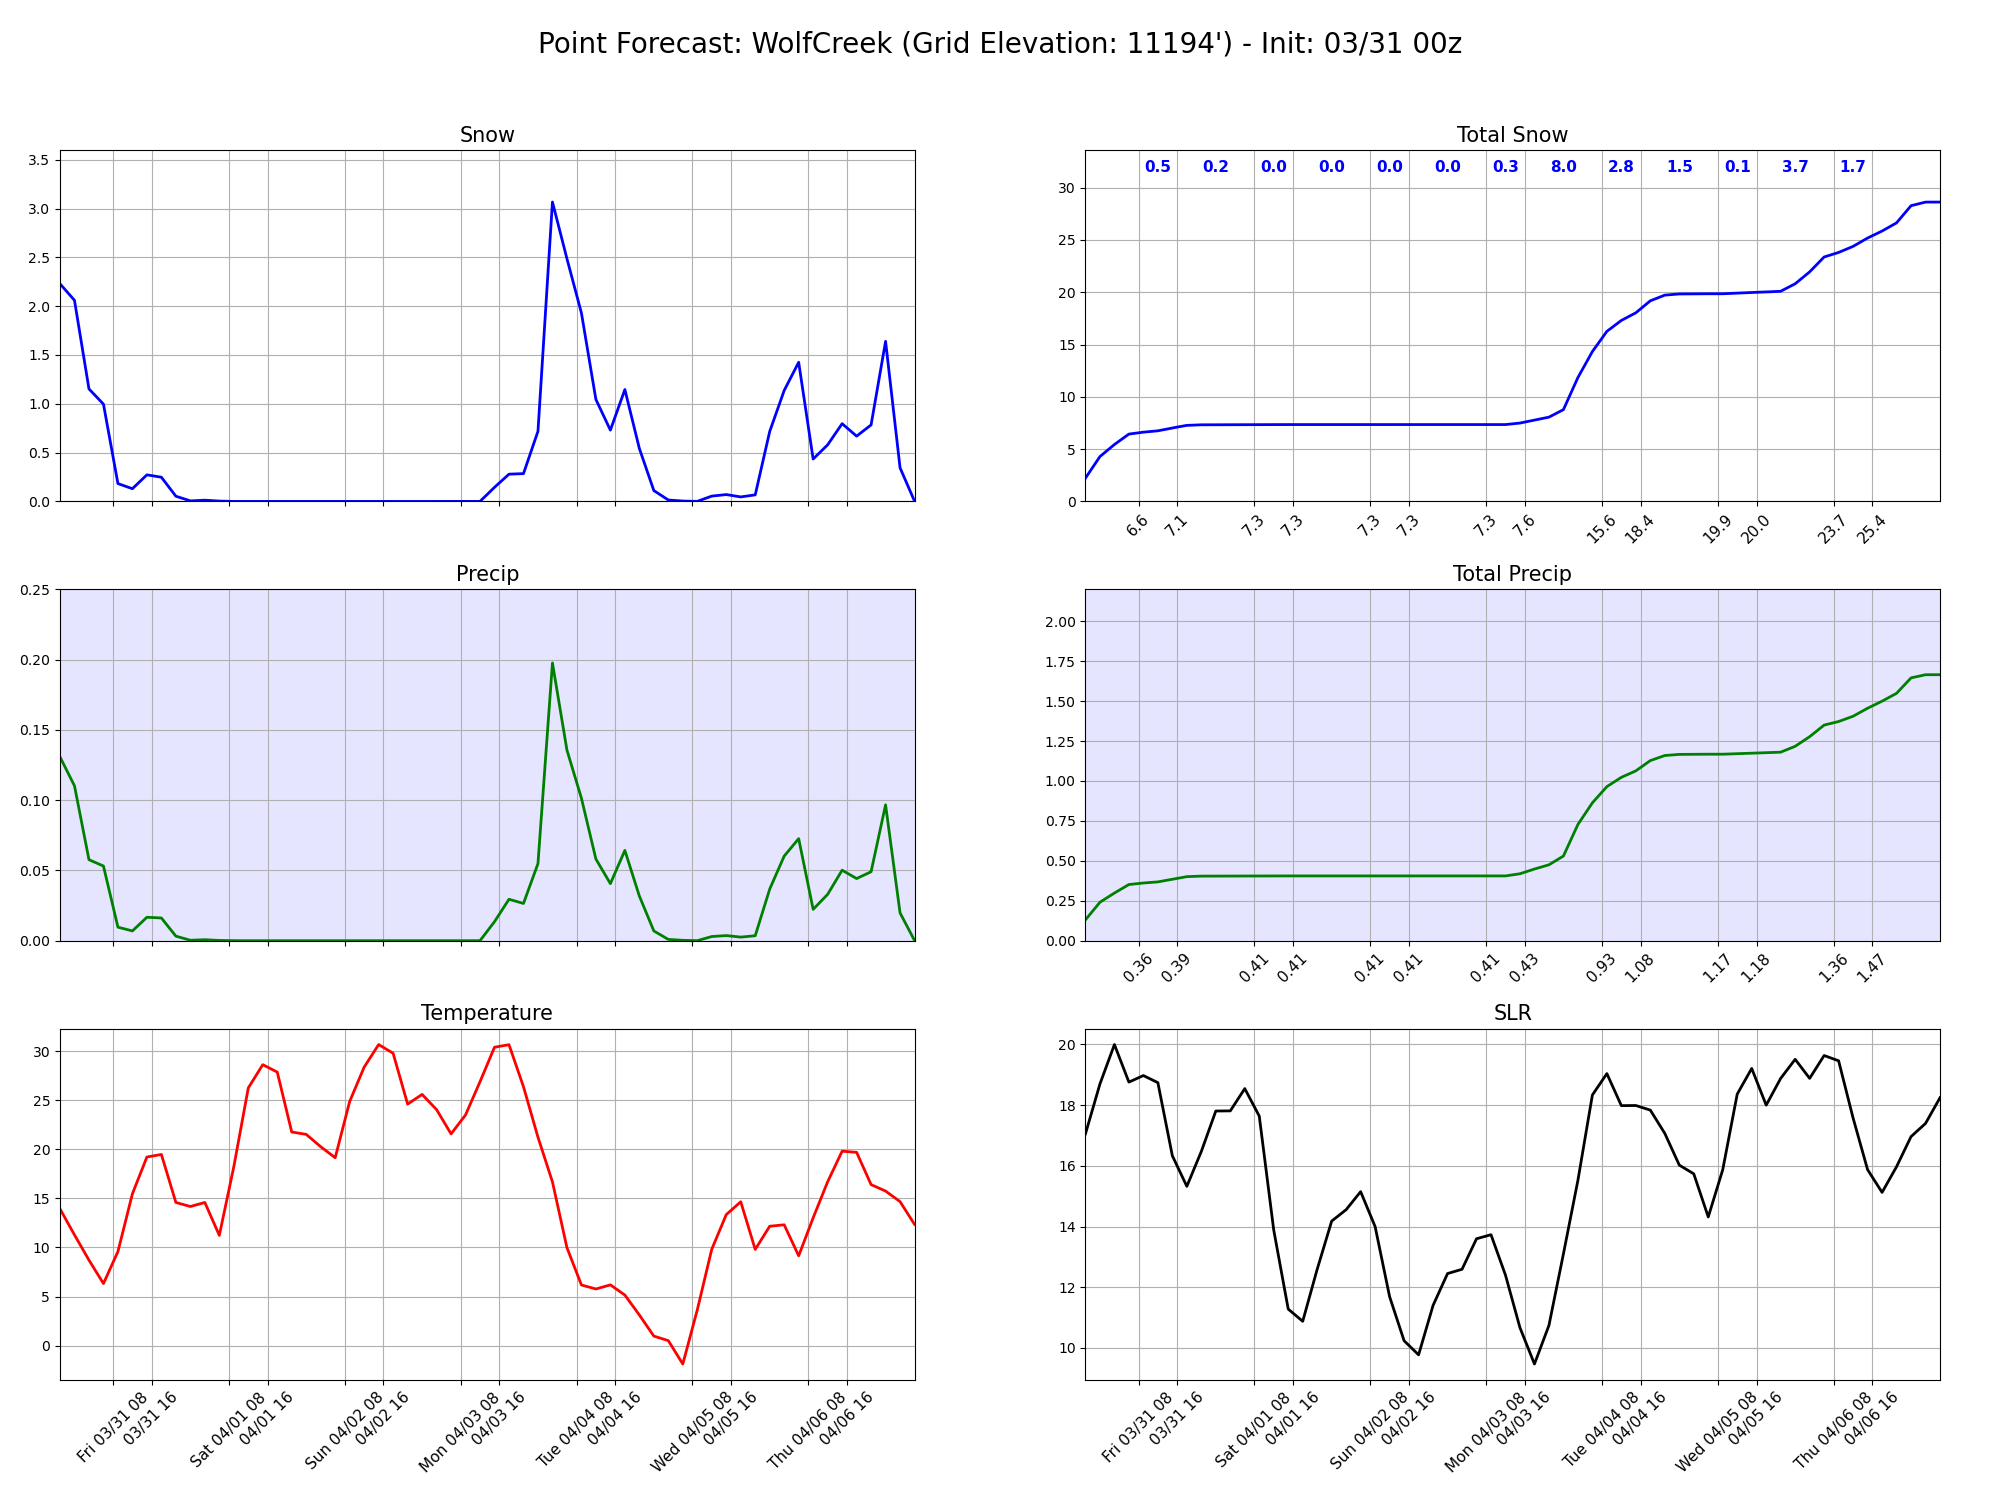 Point Forecast: WolfCreek (Grid Elevation: 11194') - Init: 03/31 00z
Snow
3.5
3.0
2.5
2.0
1.5
1.0
0.5
0.0
Total Snow
0.5 0.2 0.0 0.0 0.0 0.0 0.3 8.0 2.8 1.5 0.1 3.7 1.7
30
25
20
15
10
5
0
6.6 7.1 7.3 7.3 7.3 7.3 7.3 7.6 15.6 18.4 19.9 20.0 23.7 25.4
Precip
0.25
0.20
0.15
0.10
0.05
0.00
Total Precip
2.00
1.75
1.50
1.25
1.00
0.75
0.50
0.25
0.00
0.36 0.39 0.41 0.41 0.41 0.41 0.41 0.43 0.93 1.08 1.17 1.18 1.36 1.47
Temperature
30
25
20
15
10
5
0
Fri 03/31 08
03/31 16
Sat 04/01 08
04/01 16
Sun 04/02 08
04/02 16
Mon 04/03 08
04/03 16
Tue 04/04 08
04/04 16
Wed 04/05 08
04/05 16
Thu 04/06 08
04/06 16
SLR
20
18
16
14
12
10
Fri 03/31 08
03/31 16
Sat 04/01 08
04/01 16
Sun 04/02 08
04/02 16
Mon 04/03 08
04/03 16
Tue 04/04 08
04/04 16
Wed 04/05 08
04/05 16
Thu 04/06 08
04/06 16